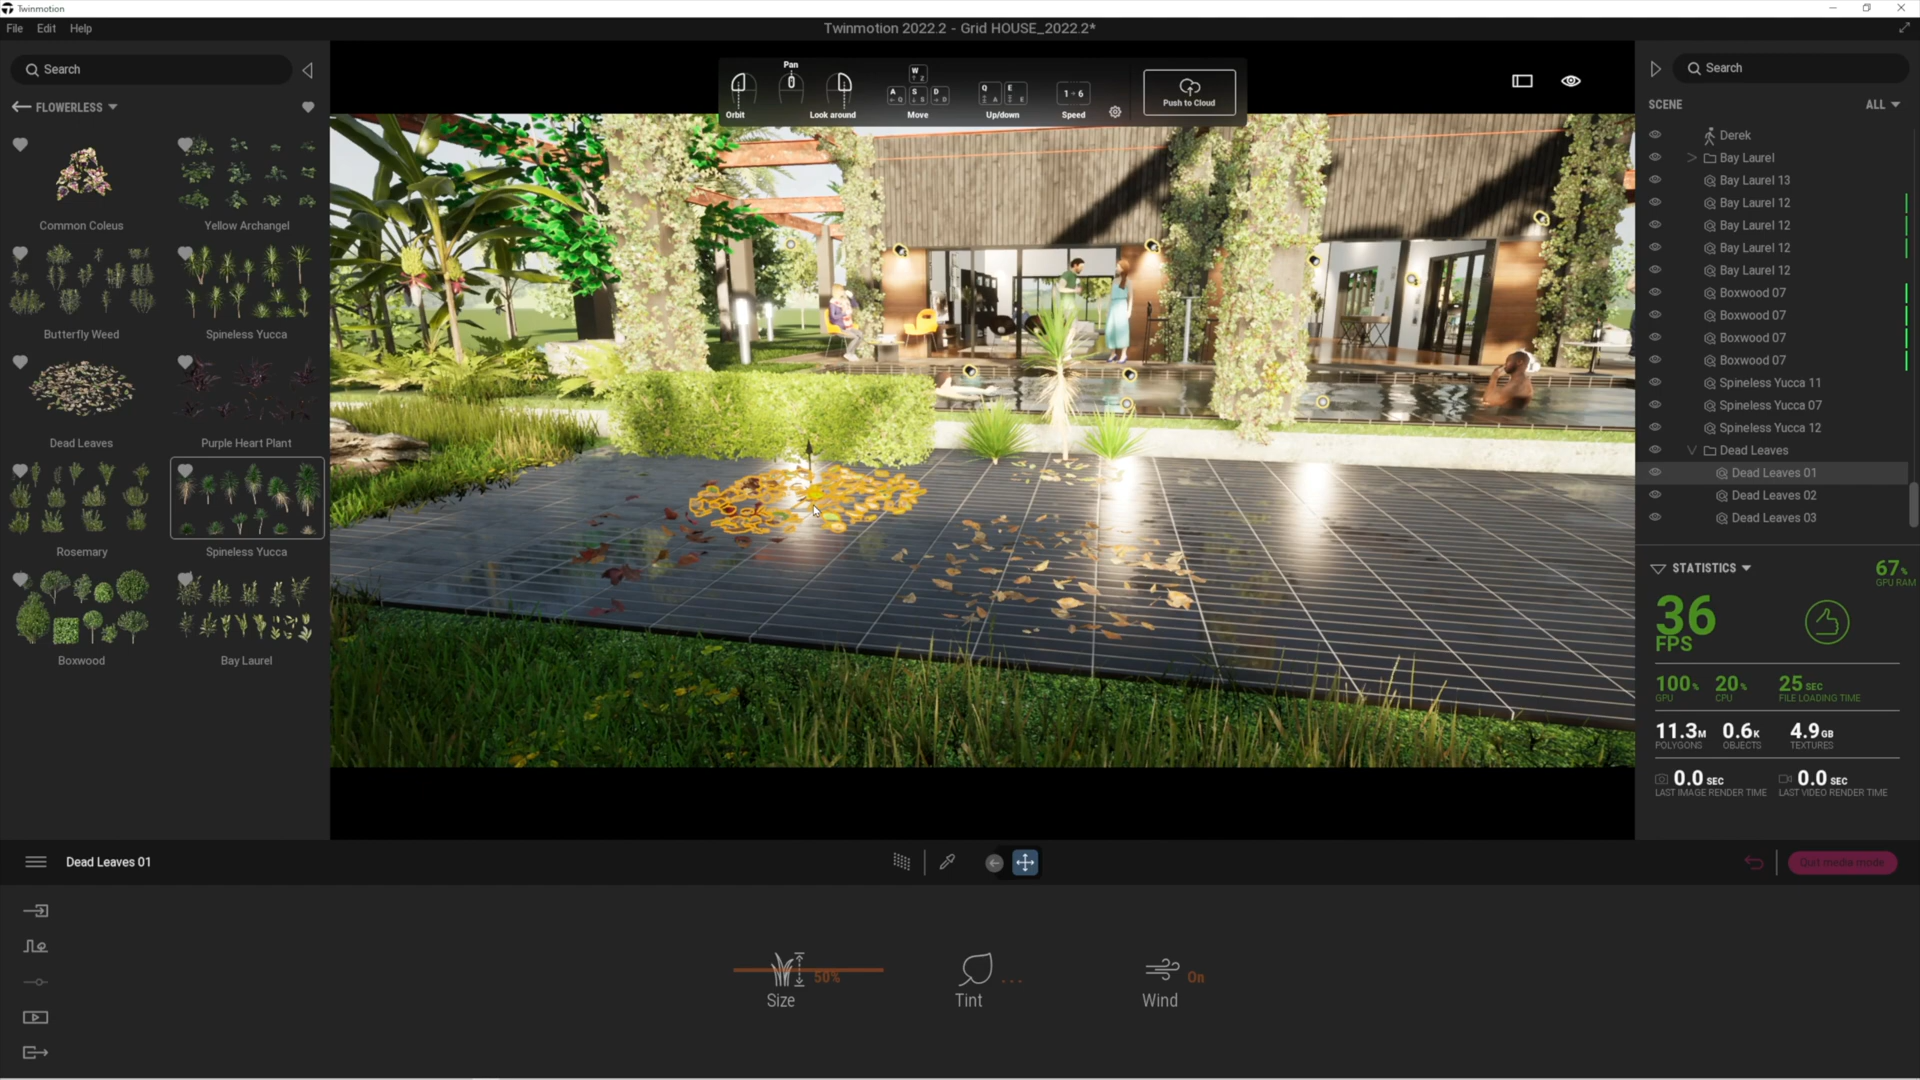 Twinmotion
File Edit Help
Twinmotion 2022.2 - Grid HOUSE_2022.2*
Search
FLOWERLESS
Common Coleus
Yellow Archangel
Butterfly Weed
Spineless Yucca
Dead Leaves
Purple Heart Plant
Rosemary
Spineless Yucca
Boxwood
Bay Laurel
Pan
Orbit
Look around
W
A S D
Move
Q E
Up/down
1 - 6
Speed
Push to Cloud
Search
SCENE
ALL
Derek
Bay Laurel
Bay Laurel 13
Bay Laurel 12
Bay Laurel 12
Bay Laurel 12
Bay Laurel 12
Boxwood 07
Boxwood 07
Boxwood 07
Boxwood 07
Spineless Yucca 11
Spineless Yucca 07
Spineless Yucca 12
Dead Leaves
Dead Leaves 01
Dead Leaves 02
Dead Leaves 03
STATISTICS
67%
GPU RAM
36
FPS
100% 20% 25 SEC
GPU CPU FILE LOADING TIME
11.3M 0.6K 4.9GB
POLYGONS OBJECTS TEXTURES
0.0 SEC 0.0 SEC
LAST IMAGE RENDER TIME LAST VIDEO RENDER TIME
Dead Leaves 01
Quit media mode
50%
Size
...
Tint
On
Wind